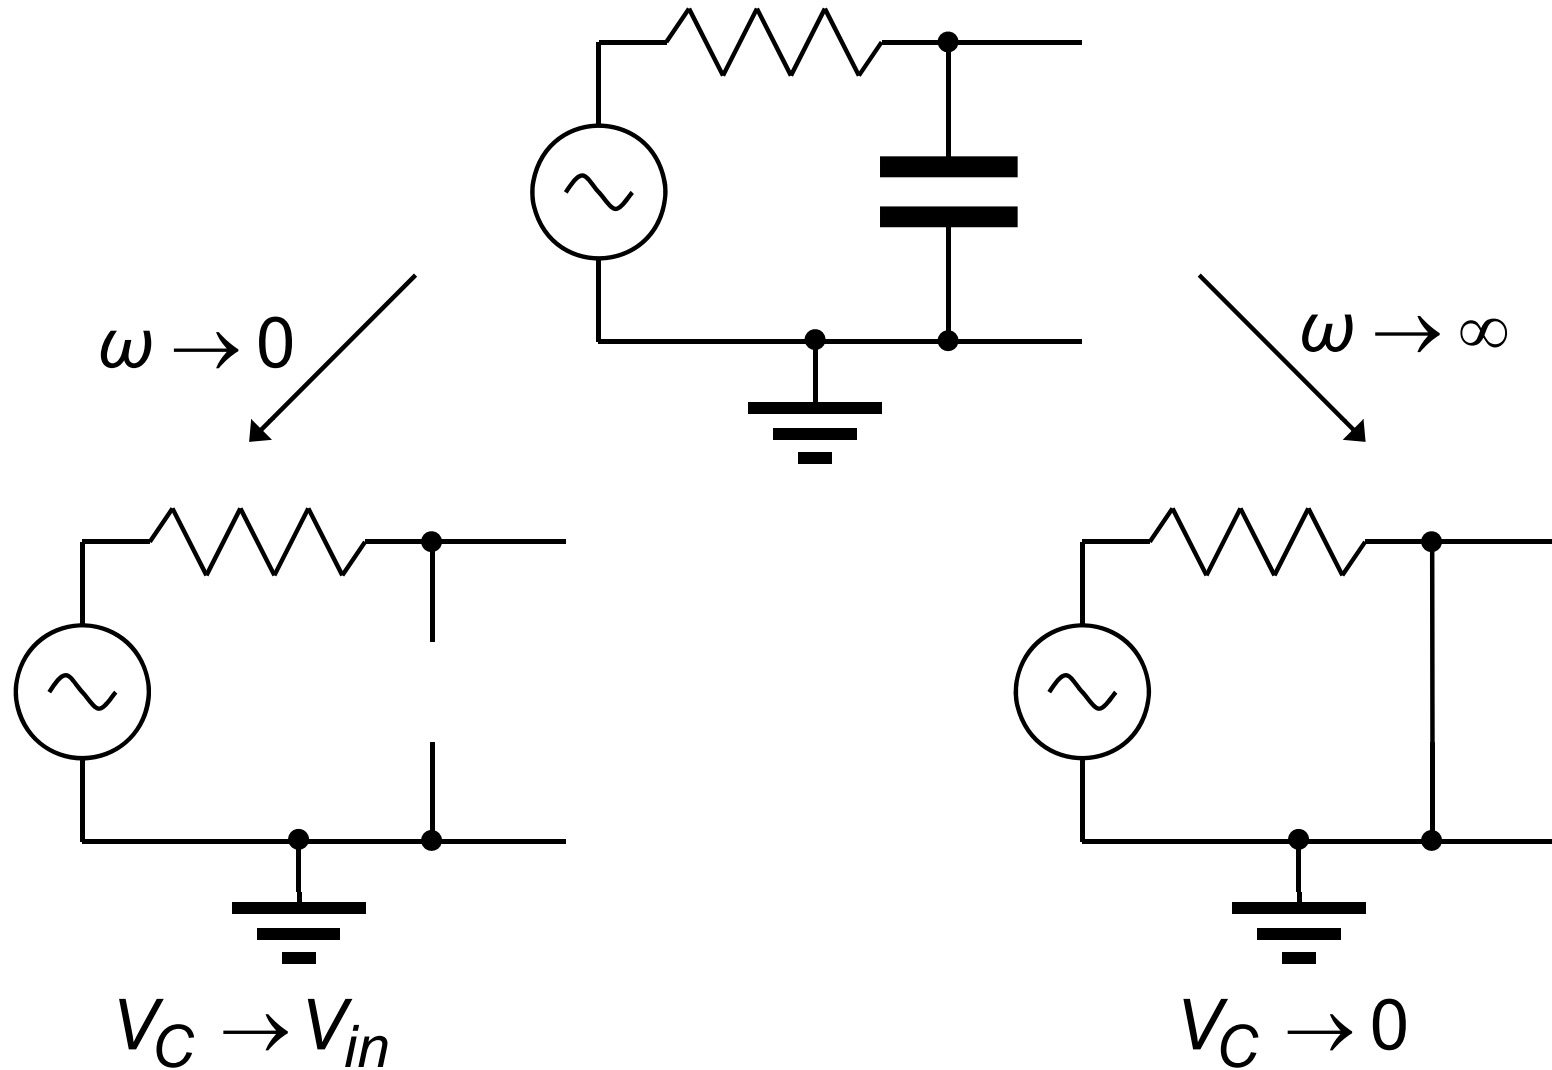 ω → 0
ω → ∞
V_C → V_in
V_C → 0